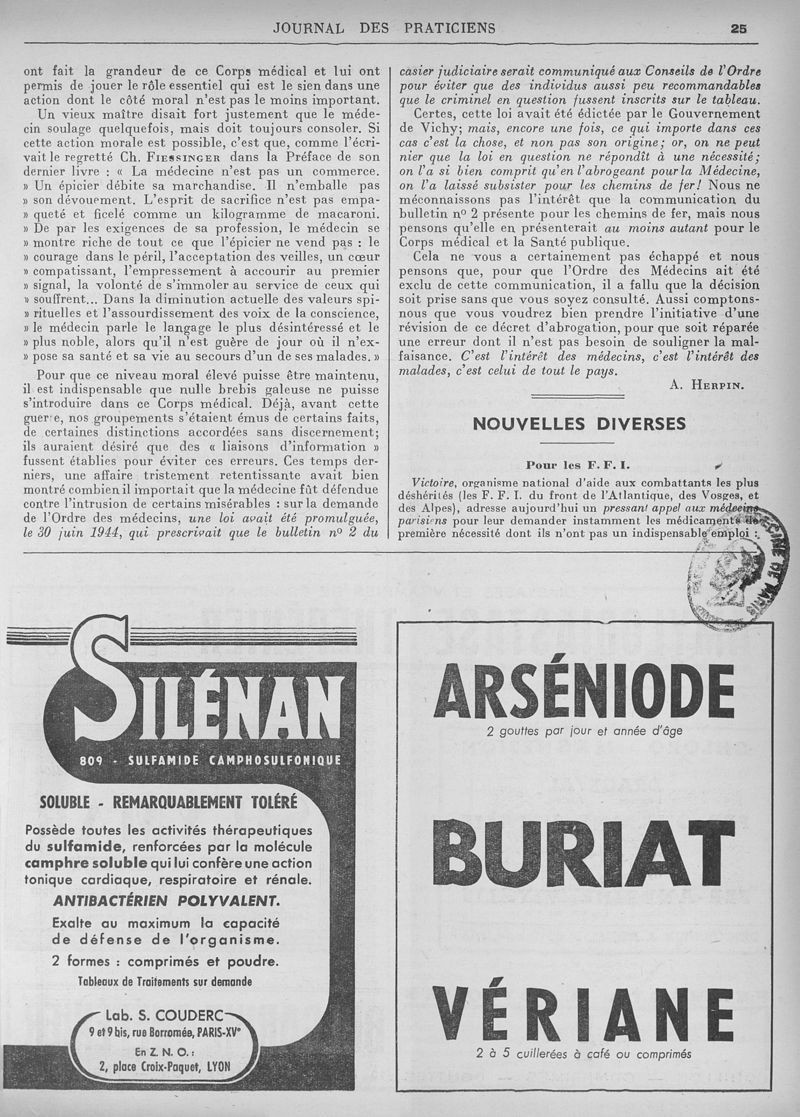 JOURNAL DES PRATICIENS 25
ont fait la grandeur de ce Corps médical et lui ont
permis de jouer le rôle essentiel qui est le sien dans une
action dont le côté moral n'est pas le moins important.
Un vieux maître disait fort justement que le méde-
cin soulage quelquefois, mais doit toujours consoler. Si
cette action morale est possible, c'est que, comme l'écri-
vait le regretté Ch. FIESSINGER dans la Préface de son
dernier livre : « La médecine n'est pas un commerce.
» Un épicier débite sa marchandise. Il n'emballe pas
» son dévouement. L'esprit de sacrifice n'est pas empa-
» queté et ficelé comme un kilogramme de macaroni.
» De par les exigences de sa profession, le médecin se
» montre riche de tout ce que l'épicier ne vend pas : le
» courage dans le péril, l'acceptation des veilles, un cœur
» compatissant, l'empressement à accourir au premier
» signal, la volonté de s'immoler au service de ceux qui
» souffrent... Dans la diminution actuelle des valeurs spi-
» rituelles et l'assourdissement des voix de la conscience,
» le médecin parle le langage le plus désintéressé et le
» plus noble, alors qu'il n'est guère de jour où il n'ex-
» pose sa santé et sa vie au secours d'un de ses malades. »
Pour que ce niveau moral élevé puisse être maintenu,
il est indispensable que nulle brebis galeuse ne puisse
s'introduire dans ce Corps médical. Déjà, avant cette
guerre, nos groupements s'étaient émus de certains faits,
de certaines distinctions accordées sans discernement;
ils auraient désiré que des « liaisons d'information »
fussent établies pour éviter ces erreurs. Ces temps der-
niers, une affaire tristement retentissante avait bien
montré combien il importait que la médecine fût défendue
contre l'intrusion de certains misérables : sur la demande
de l'Ordre des médecins, une loi avait été promulguée,
le 30 juin 1944, qui prescrivait que le bulletin nº 2 du
casier judiciaire serait communiqué aux Conseils de l'Ordre
pour éviter que des individus aussi peu recommandables
que le criminel en question fussent inscrits sur le tableau.
Certes, cette loi avait été édictée par le Gouvernement
de Vichy; mais, encore une fois, ce qui importe dans ces
cas c'est la chose, et non pas son origine; or, on ne peut
nier que la loi en question ne répondît à une nécessité;
on l'a si bien compris qu'en l'abrogeant pour la Médecine,
on l'a laissé subsister pour les chemins de fer! Nous ne
méconnaissons pas l'intérêt que la communication du
bulletin nº 2 présente pour les chemins de fer, mais nous
pensons qu'elle en présenterait au moins autant pour le
Corps médical et la Santé publique.
Cela ne vous a certainement pas échappé et nous
pensons que, pour que l'Ordre des Médecins ait été
exclu de cette communication, il a fallu que la décision
soit prise sans que vous soyez consulté. Aussi comptons-
nous que vous voudrez bien prendre l'initiative d'une
révision de ce décret d'abrogation, pour que soit réparée
une erreur dont il n'est pas besoin de souligner la mal-
faisance. C'est l'intérêt des médecins, c'est l'intérêt des
malades, c'est celui de tout le pays.
A. HERPIN.
NOUVELLES DIVERSES
Pour les F. F. I.
Victoire, organisme national d'aide aux combattants les plus
déshérités (les F. F. I. du front de l'Atlantique, des Vosges, et
des Alpes), adresse aujourd'hui un pressant appel aux médecins
parisiens pour leur demander instamment les médicaments de
première nécessité dont ils n'ont pas un indispensable emploi :
SILÉNAN
809 - SULFAMIDE CAMPHOSULFONIQUE
SOLUBLE - REMARQUABLEMENT TOLÉRÉ
Possède toutes les activités thérapeutiques
du sulfamide, renforcées par la molécule
camphre soluble qui lui confère une action
tonique cardiaque, respiratoire et rénale.
ANTIBACTÉRIEN POLYVALENT.
Exalte au maximum la capacité
de défense de l'organisme.
2 formes : comprimés et poudre.
Tableaux de Traitements sur demande
Lab. S. COUDERC
9 et 9 bis, rue Borromée, PARIS-XVe
En Z. N. O. :
2, place Croix-Paquet, LYON
ARSÉNIODE
2 gouttes par jour et année d'âge
BURIAT
VÉRIANE
2 à 5 cuillerées à café ou comprimés